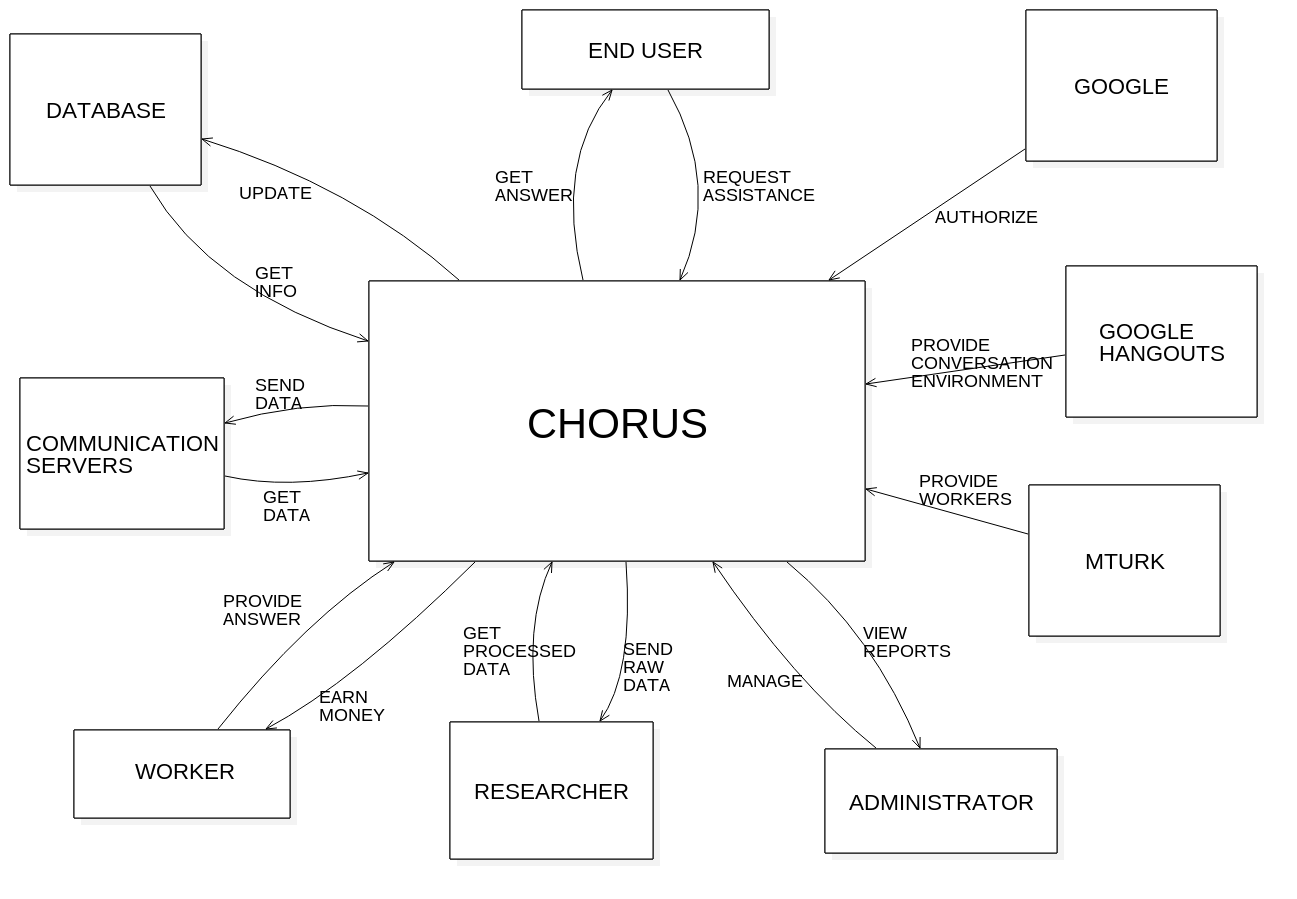 END USER
GOOGLE
DATABASE
GET
ANSWER
REQUEST
ASSISTANCE
UPDATE
AUTHORIZE
GET
INFO
GOOGLE
HANGOUTS
PROVIDE
CONVERSATION
ENVIRONMENT
SEND
DATA
CHORUS
COMMUNICATION
SERVERS
GET
DATA
PROVIDE
WORKERS
MTURK
PROVIDE
ANSWER
GET
PROCESSED
DATA
SEND
RAW
DATA
VIEW
REPORTS
MANAGE
EARN
MONEY
WORKER
RESEARCHER
ADMINISTRATOR